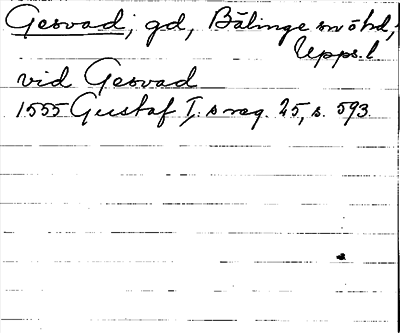 Gesvad, gd, Bälinge sn o hd,
Upps. l
vid Gesvad
1555 Gustaf I:s reg. 25, s. 593.